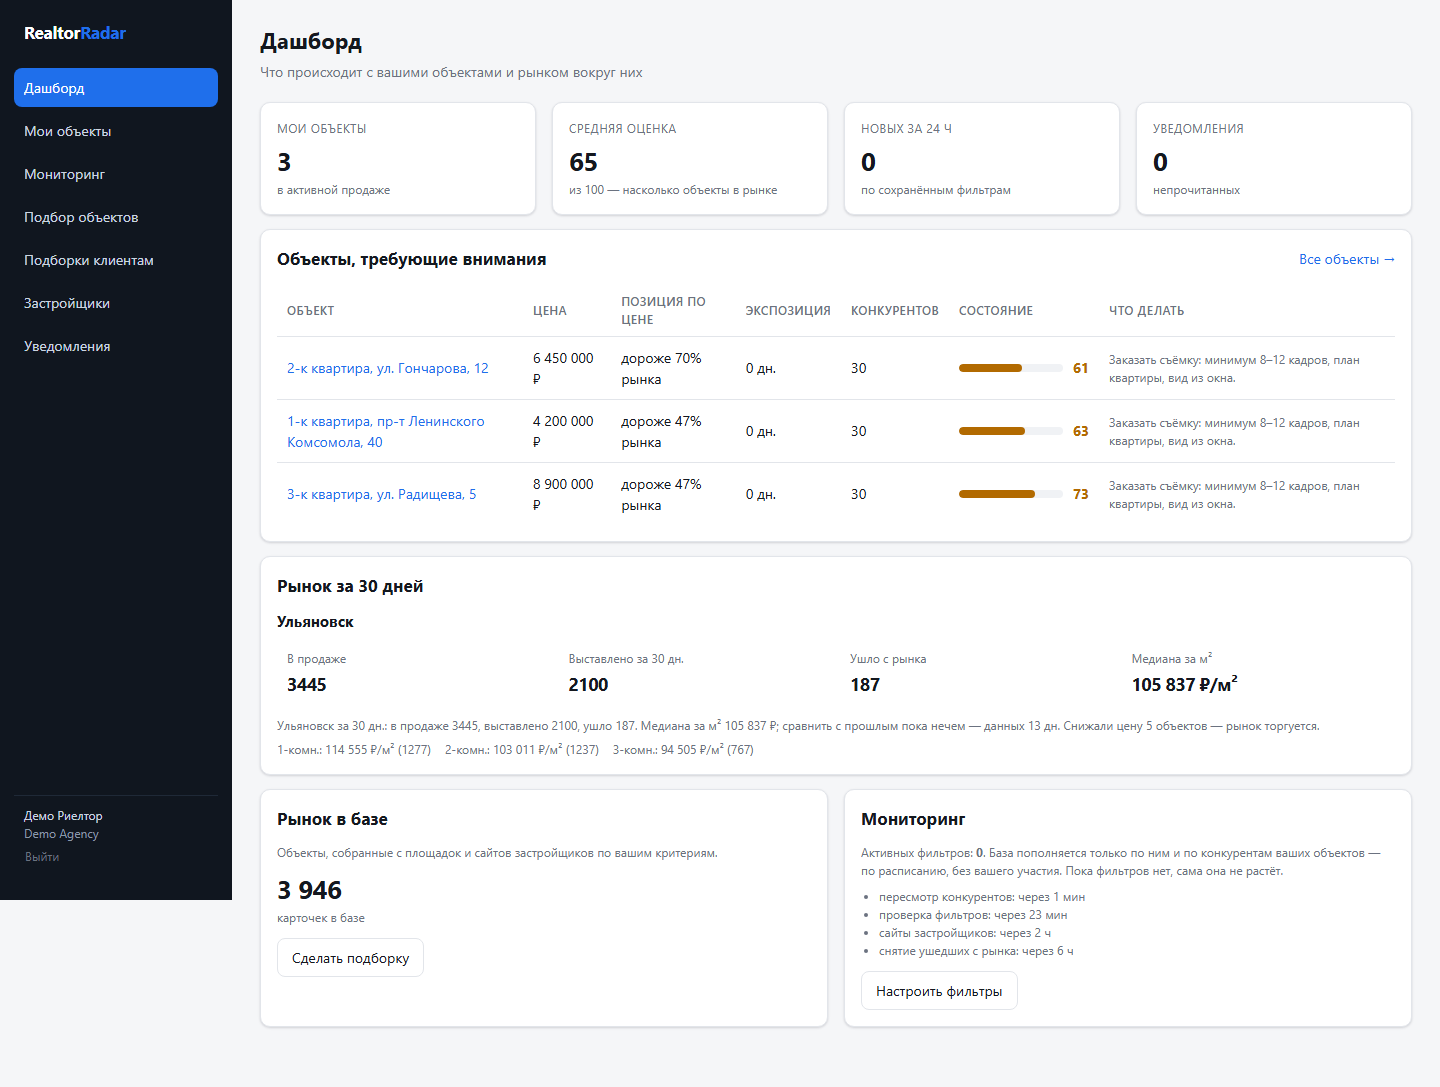 RealtorRadar
Дашборд
Мои объекты
Мониторинг
Подбор объектов
Подборки клиентам
Застройщики
Уведомления
Демо Риелтор
Demo Agency
Выйти
Дашборд
Что происходит с вашими объектами и рынком вокруг них
МОИ ОБЪЕКТЫ
3
в активной продаже
СРЕДНЯЯ ОЦЕНКА
65
из 100 — насколько объекты в рынке
НОВЫХ ЗА 24 Ч
0
по сохранённым фильтрам
УВЕДОМЛЕНИЯ
0
непрочитанных
Объекты, требующие внимания
Все объекты →
ОБЪЕКТ
ЦЕНА
ПОЗИЦИЯ ПО
ЦЕНЕ
ЭКСПОЗИЦИЯ
КОНКУРЕНТОВ
СОСТОЯНИЕ
ЧТО ДЕЛАТЬ
2-к квартира, ул. Гончарова, 12
6 450 000
₽
дороже 70%
рынка
0 дн.
30
61
Заказать съёмку: минимум 8–12 кадров, план
квартиры, вид из окна.
1-к квартира, пр-т Ленинского
Комсомола, 40
4 200 000
₽
дороже 47%
рынка
0 дн.
30
63
Заказать съёмку: минимум 8–12 кадров, план
квартиры, вид из окна.
3-к квартира, ул. Радищева, 5
8 900 000
₽
дороже 47%
рынка
0 дн.
30
73
Заказать съёмку: минимум 8–12 кадров, план
квартиры, вид из окна.
Рынок за 30 дней
Ульяновск
В продаже
3445
Выставлено за 30 дн.
2100
Ушло с рынка
187
Медиана за м²
105 837 ₽/м²
Ульяновск за 30 дн.: в продаже 3445, выставлено 2100, ушло 187. Медиана за м² 105 837 ₽; сравнить с прошлым пока нечем — данных 13 дн. Снижали цену 5 объектов — рынок торгуется.
1-комн.: 114 555 ₽/м² (1277) 2-комн.: 103 011 ₽/м² (1237) 3-комн.: 94 505 ₽/м² (767)
Рынок в базе
Объекты, собранные с площадок и сайтов застройщиков по вашим критериям.
3 946
карточек в базе
Сделать подборку
Мониторинг
Активных фильтров: 0. База пополняется только по ним и по конкурентам ваших объектов —
по расписанию, без вашего участия. Пока фильтров нет, сама она не растёт.
• пересмотр конкурентов: через 1 мин
• проверка фильтров: через 23 мин
• сайты застройщиков: через 2 ч
• снятие ушедших с рынка: через 6 ч
Настроить фильтры